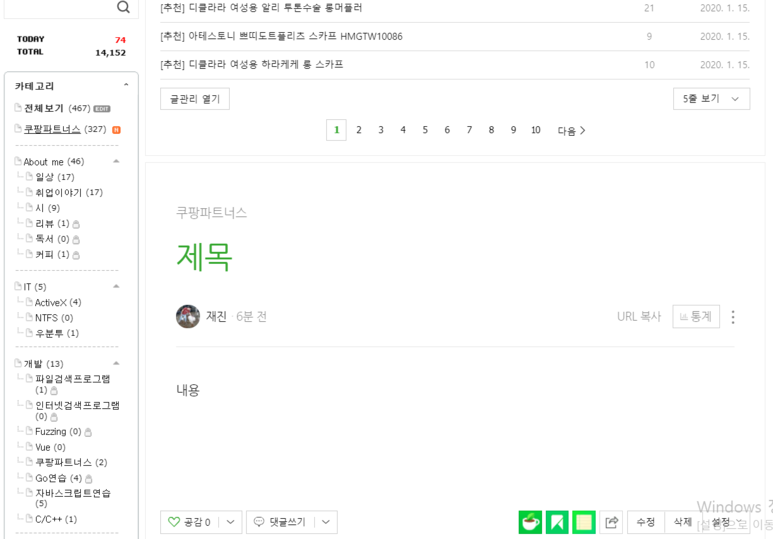 TODAY 74
TOTAL 14,152
카테고리
전체보기 (467) EDIT
쿠팡파트너스 (327) N
About me (46)
일상 (17)
취업이야기 (17)
시 (9)
리뷰 (1)
독서 (0)
커피 (1)
IT (5)
ActiveX (4)
NTFS (0)
우분투 (1)
개발 (13)
파일검색프로그램
(1)
인터넷검색프로그램
(0)
Fuzzing (0)
Vue (0)
쿠팡파트너스 (2)
Go연습 (4)
자바스크립트연습
(5)
C/C++ (1)
[추천] 디클라라 여성용 알리 투톤수술 롱머플러 21 2020. 1. 15.
[추천] 아테스토니 쁘띠도트플리츠 스카프 HMGTW10086 9 2020. 1. 15.
[추천] 디클라라 여성용 하라케케 롱 스카프 10 2020. 1. 15.
글관리 열기 5줄 보기
1 2 3 4 5 6 7 8 9 10 다음 >
쿠팡파트너스
제목
재진 · 6분 전 URL 복사 통계
내용
공감 0 댓글쓰기 수정 삭제 설정
Windows 정
[설정]으로 이동